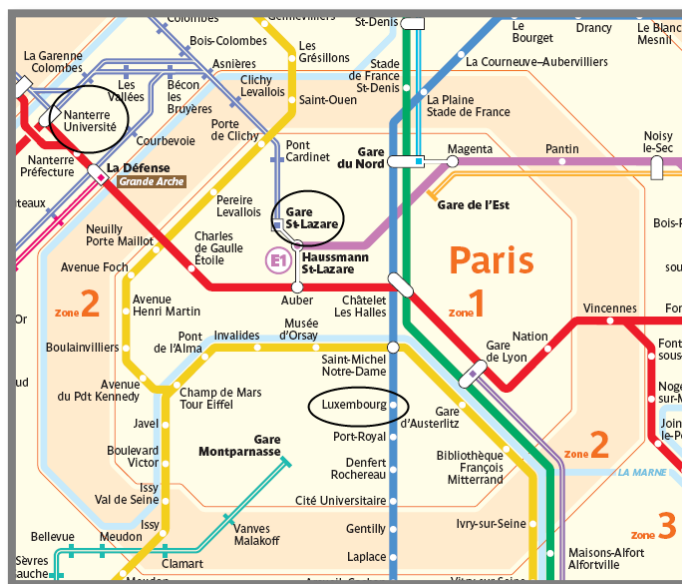 Colombes
Gennevilliers
St-Denis
Le
Bourget
Drancy
Le Blanc
Mesnil
Bois-Colombes
La Garenne
Colombes
Asnières
Les
Grésillons
Stade
de France
St-Denis
La Courneuve–Aubervilliers
Les
Vallées
Bécon
les
Bruyères
Clichy
Levallois
Saint-Ouen
La Plaine
Stade de France
Nanterre
Université
Courbevoie
Porte
de Clichy
Pont
Cardinet
Gare
du Nord
Magenta
Pantin
Noisy
le-Sec
Nanterre
Préfecture
La Défense
Grande Arche
Pereire
Levallois
Gare
St-Lazare
Gare de l'Est
Neuilly
Porte Maillot
Charles
de Gaulle
Étoile
E1
Haussmann
St-Lazare
Paris
Zone 1
Avenue Foch
Auber
Châtelet
Les Halles
Vincennes
Zone 2
Avenue
Henri Martin
Pont
de l'Alma
Invalides
Musée
d'Orsay
Nation
Gare
de Lyon
Boulainvilliers
Saint-Michel
Notre-Dame
Avenue
du Pdt Kennedy
Champ de Mars
Tour Eiffel
Luxembourg
Gare
d'Austerlitz
Javel
Gare
Montparnasse
Port-Royal
Zone 2
Boulevard
Victor
Denfert
Rochereau
Bibliothèque
François
Mitterrand
LA MARNE
Issy
Val de Seine
Cité Universitaire
Zone 3
Issy
Vanves
Malakoff
Gentilly
Ivry-sur-Seine
Bellevue
Meudon
Clamart
Laplace
Maisons-Alfort
Alfortville
Sèvres
Meudon